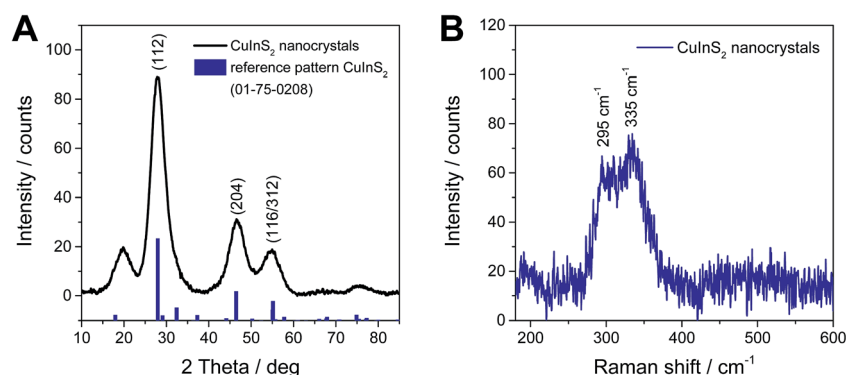 A
CuInS₂ nanocrystals
reference pattern CuInS₂
(01-75-0208)
(112)
(204)
(116/312)
Intensity / counts
100
80
60
40
20
0
10 20 30 40 50 60 70 80
2 Theta / deg
B
CuInS₂ nanocrystals
295 cm⁻¹
335 cm⁻¹
Intensity / counts
120
100
80
60
40
20
0
200 300 400 500 600
Raman shift / cm⁻¹